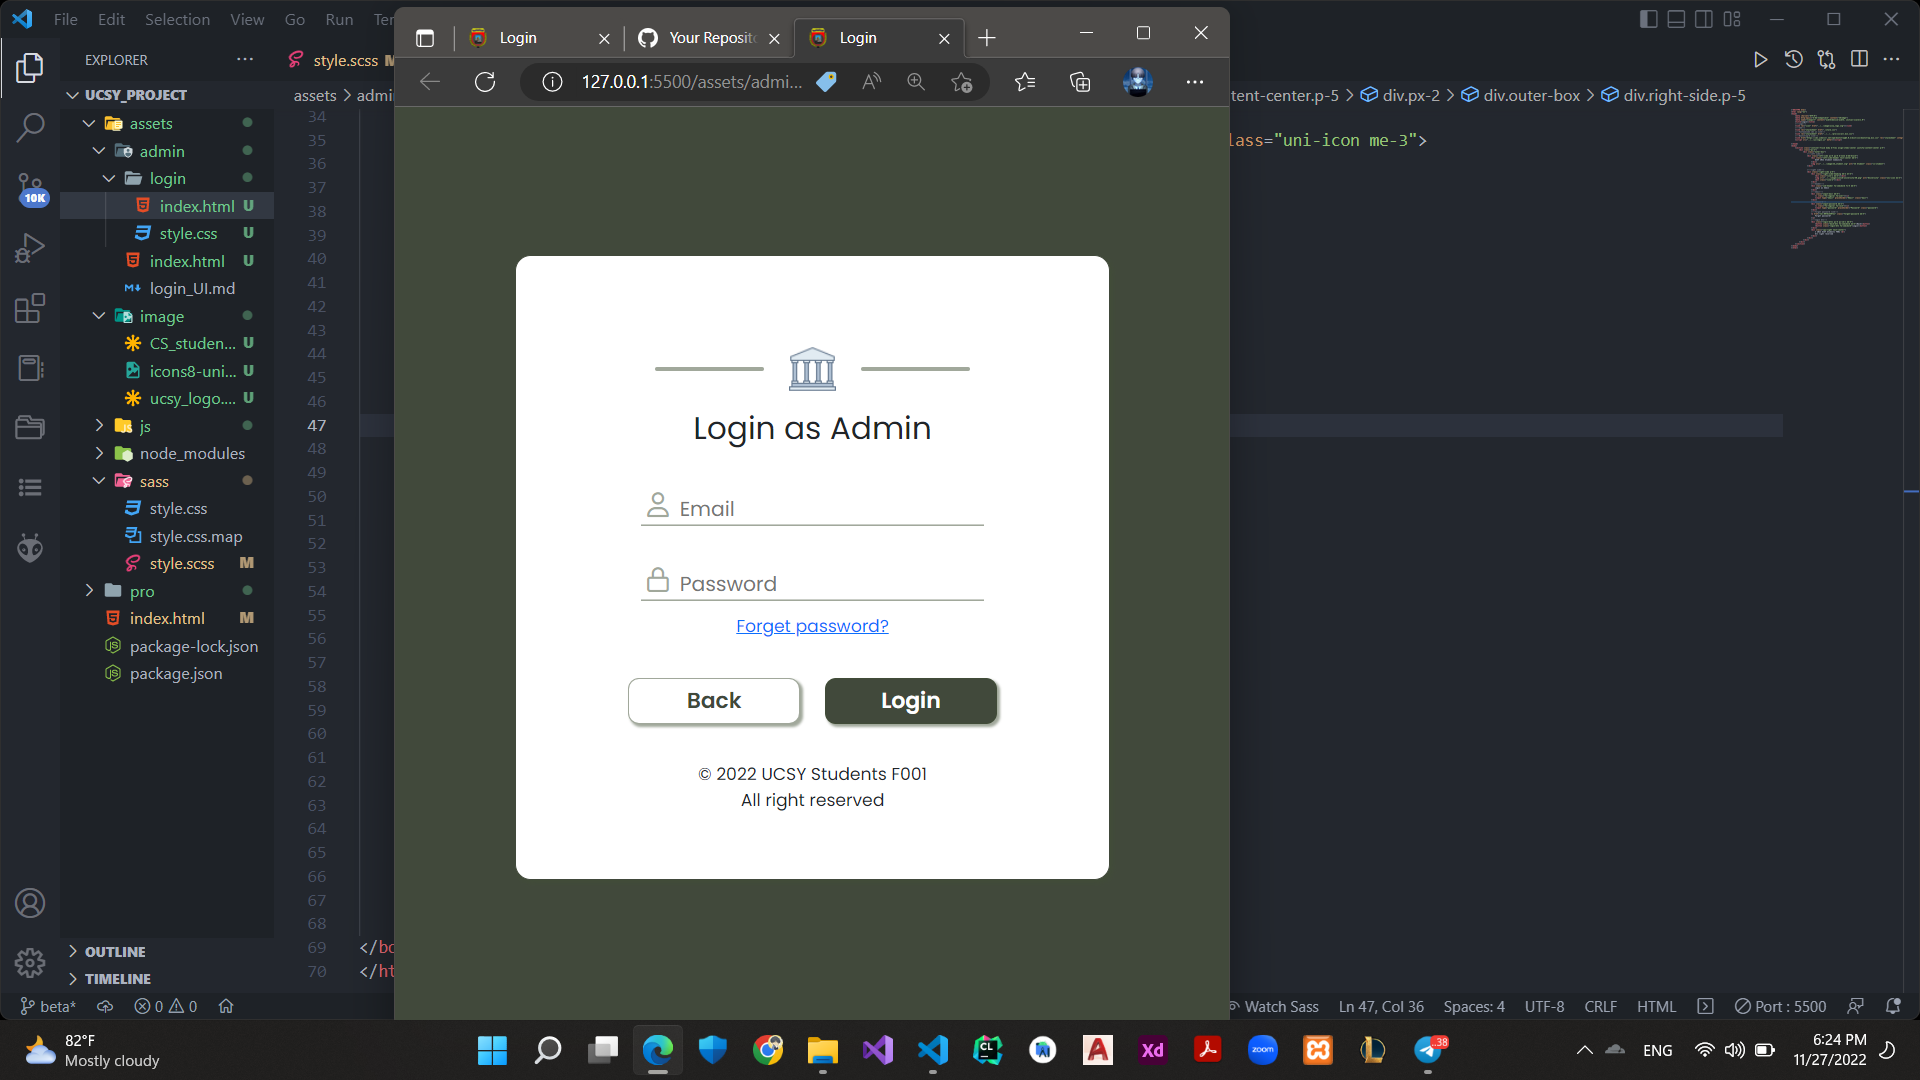 File Edit Selection View Go Run
EXPLORER
UCSY_PROJECT
assets
admin
login
index.html U
style.css U
index.html U
login_UI.md
image
CS_studen... U
icons8-uni... U
ucsy_logo.... U
js
node_modules
sass
style.css
style.css.map
style.scss M
pro
index.html M
package-lock.json
package.json
OUTLINE
TIMELINE
10K
style.scss M
assets > admi
34
35
36
37
38
39
40
41
42
43
44
45
46
47
48
49
50
51
52
53
54
55
56
57
58
59
60
61
62
63
64
65
66
67
68
69 </bo
70 </ht
Login
Your Reposito
Login
127.0.0.1:5500/assets/admi...
Login as Admin
Email
Password
Forget password?
Back Login
© 2022 UCSY Students F001
All right reserved
tent-center.p-5 > div.px-2 > div.outer-box > div.right-side.p-5
lass="uni-icon me-3">
beta* 0 0
Watch Sass Ln 47, Col 36 Spaces: 4 UTF-8 CRLF HTML Port : 5500
82°F
Mostly cloudy
CL
Xd
zoom
..38
ENG
6:24 PM
11/27/2022